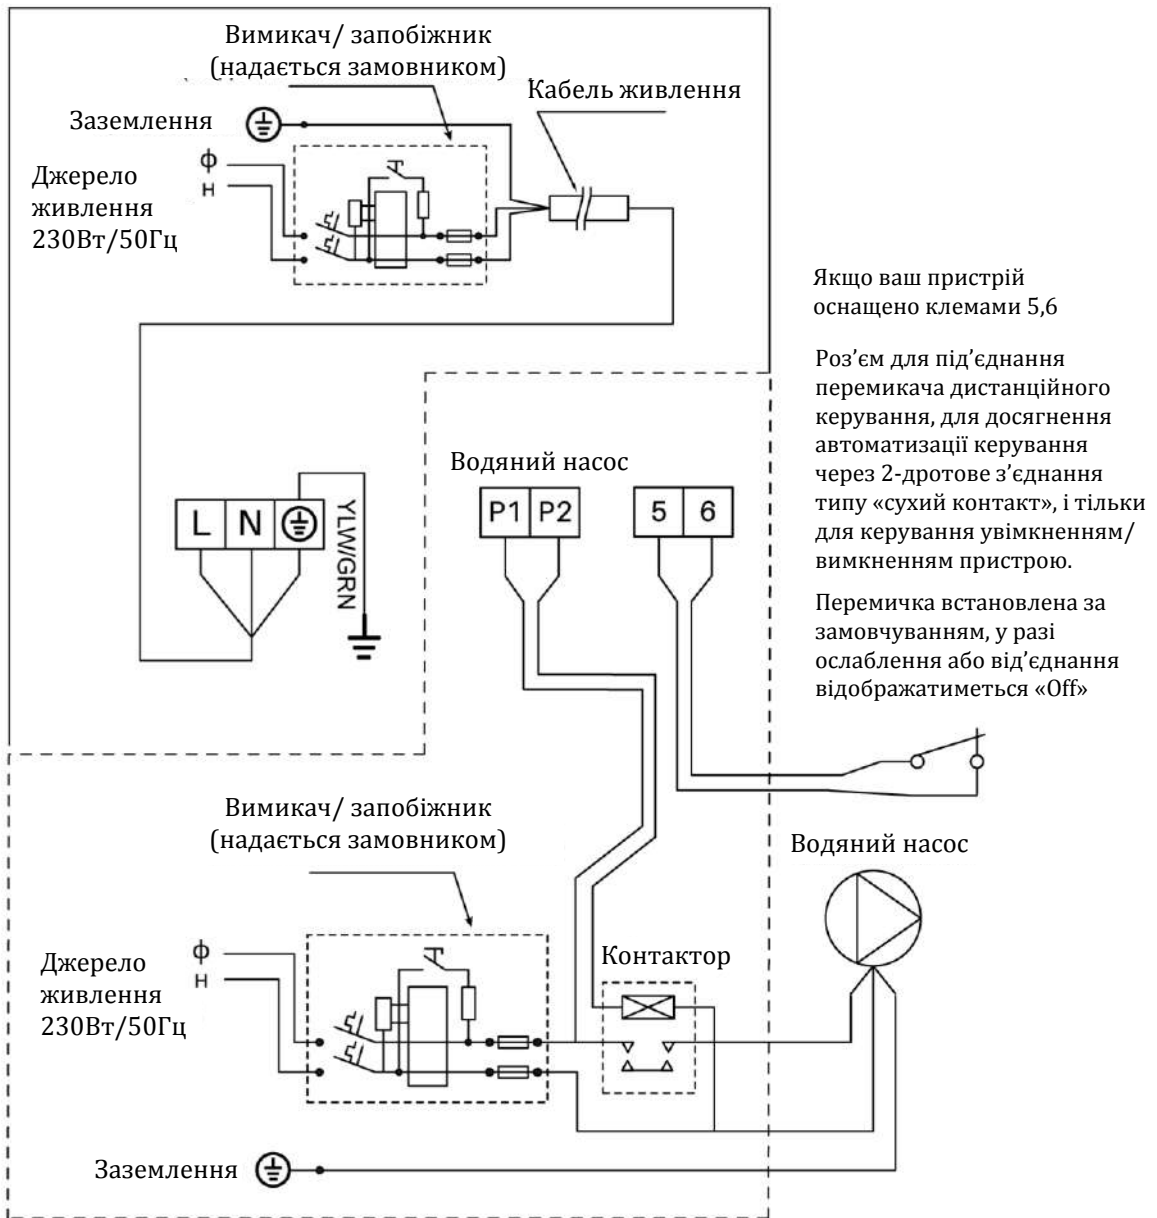 Вимикач/ запобіжник
(надається замовником)
Кабель живлення
Заземлення
ф
н
Джерело
живлення
230Вт/50Гц
Якщо ваш пристрій
оснащено клемами 5,6
Роз’єм для під’єднання
перемикача дистанційного
керування, для досягнення
автоматизації керування
через 2-дротове з’єднання
типу «сухий контакт», і тільки
для керування увімкненням/
вимкненням пристрою.
Перемичка встановлена за
замовчуванням, у разі
ослаблення або від’єднання
відображатиметься «Off»
Водяний насос
L N
YLW/GRN
P1 P2
5 6
Вимикач/ запобіжник
(надається замовником)
Водяний насос
Контактор
ф
н
Джерело
живлення
230Вт/50Гц
Заземлення